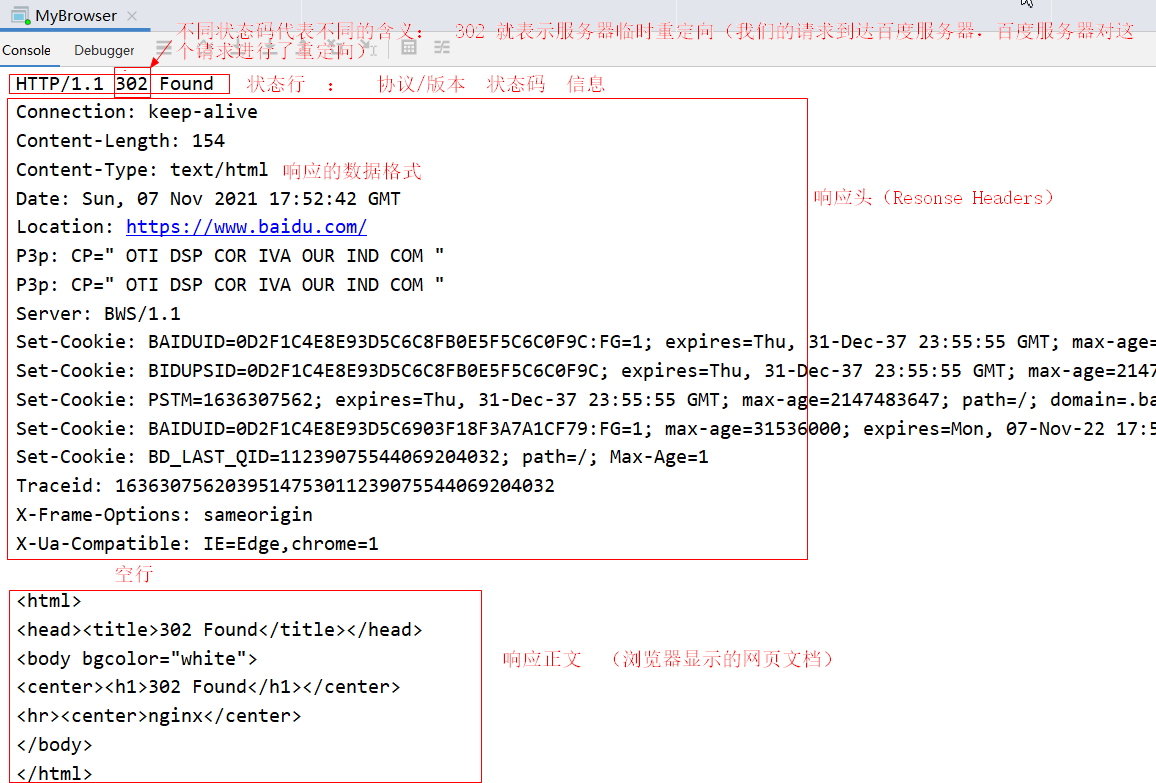 MyBrowser
不同状态码代表不同的含义： 302 就表示服务器临时重定向（我们的请求到达百度服务器，百度服务器对这
个请求进行了重定向）
Console Debugger
HTTP/1.1 302 Found 状态行 ： 协议/版本 状态码 信息
Connection: keep-alive
Content-Length: 154
Content-Type: text/html 响应的数据格式
Date: Sun, 07 Nov 2021 17:52:42 GMT
响应头（Resonse Headers）
Location: https://www.baidu.com/
P3p: CP=" OTI DSP COR IVA OUR IND COM "
P3p: CP=" OTI DSP COR IVA OUR IND COM "
Server: BWS/1.1
Set-Cookie: BAIDUID=0D2F1C4E8E93D5C6C8FB0E5F5C6C0F9C:FG=1; expires=Thu, 31-Dec-37 23:55:55 GMT; max-age=
Set-Cookie: BIDUPSID=0D2F1C4E8E93D5C6C8FB0E5F5C6C0F9C; expires=Thu, 31-Dec-37 23:55:55 GMT; max-age=2147
Set-Cookie: PSTM=1636307562; expires=Thu, 31-Dec-37 23:55:55 GMT; max-age=2147483647; path=/; domain=.ba
Set-Cookie: BAIDUID=0D2F1C4E8E93D5C6903F18F3A7A1CF79:FG=1; max-age=31536000; expires=Mon, 07-Nov-22 17:5
Set-Cookie: BD_LAST_QID=11239075544069204032; path=/; Max-Age=1
Traceid: 1636307562039514753011239075544069204032
X-Frame-Options: sameorigin
X-Ua-Compatible: IE=Edge,chrome=1
空行
<html>
<head><title>302 Found</title></head>
<body bgcolor="white">
响应正文 （浏览器显示的网页文档）
<center><h1>302 Found</h1></center>
<hr><center>nginx</center>
</body>
</html>